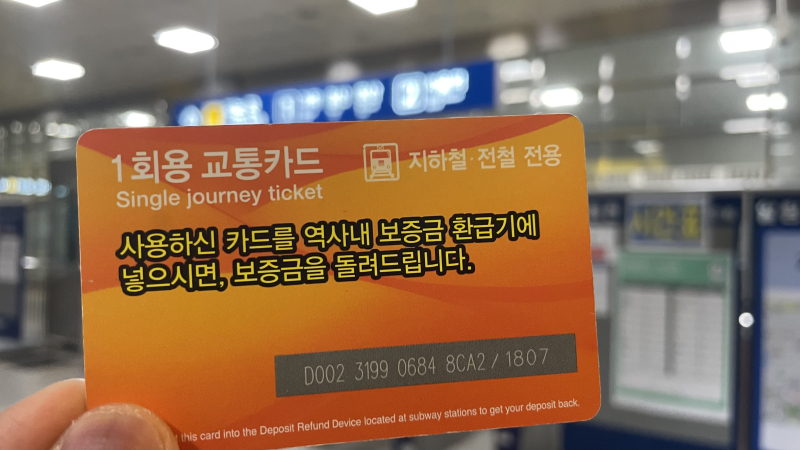 1회용 교통카드
Single journey ticket
지하철·전철 전용
사용하신 카드를 역사내 보증금 환급기에
넣으시면, 보증금을 돌려드립니다.
D002 3199 0684 8CA2 / 1807
this card into the Deposit Refund Device located at subway stations to get your deposit back.
시간표